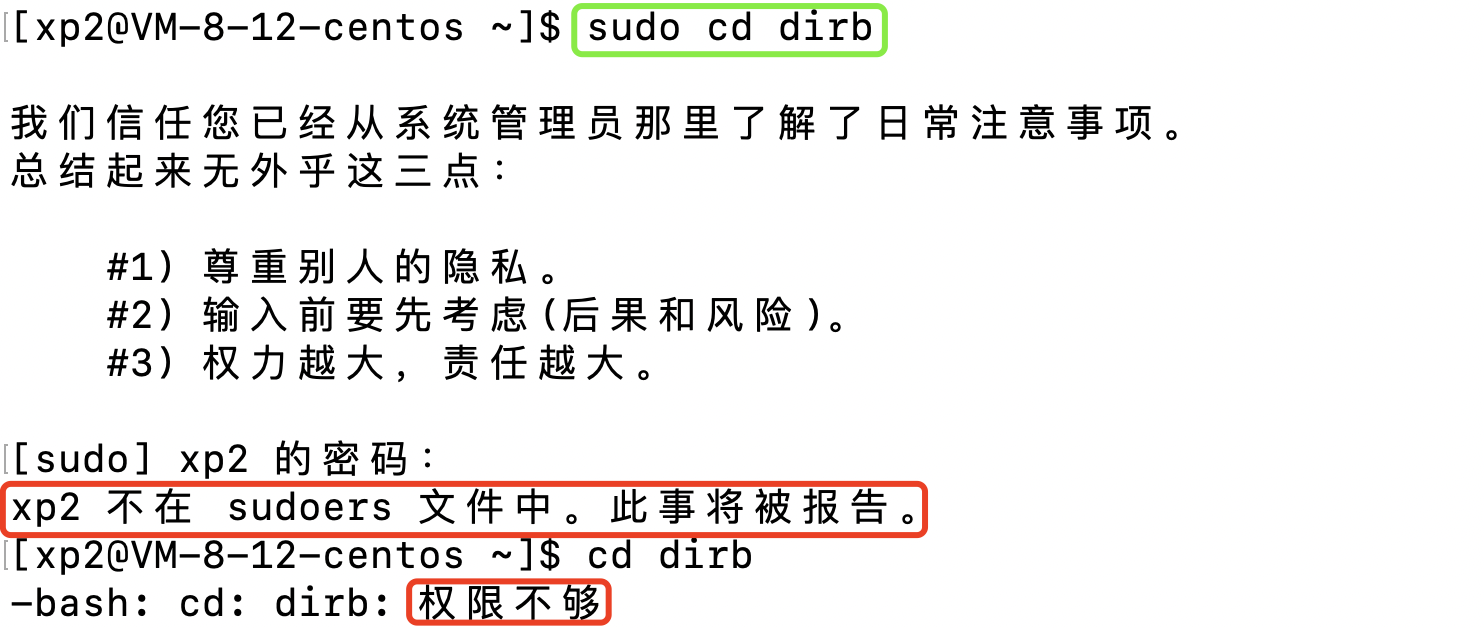 [xp2@VM-8-12-centos ~]$ sudo cd dirb
我们信任您已经从系统管理员那里了解了日常注意事项。
总结起来无外乎这三点：
#1) 尊重别人的隐私。
#2) 输入前要先考虑(后果和风险)。
#3) 权力越大，责任越大。
[sudo] xp2 的密码：
xp2 不在 sudoers 文件中。此事将被报告。
[xp2@VM-8-12-centos ~]$ cd dirb
-bash: cd: dirb: 权限不够